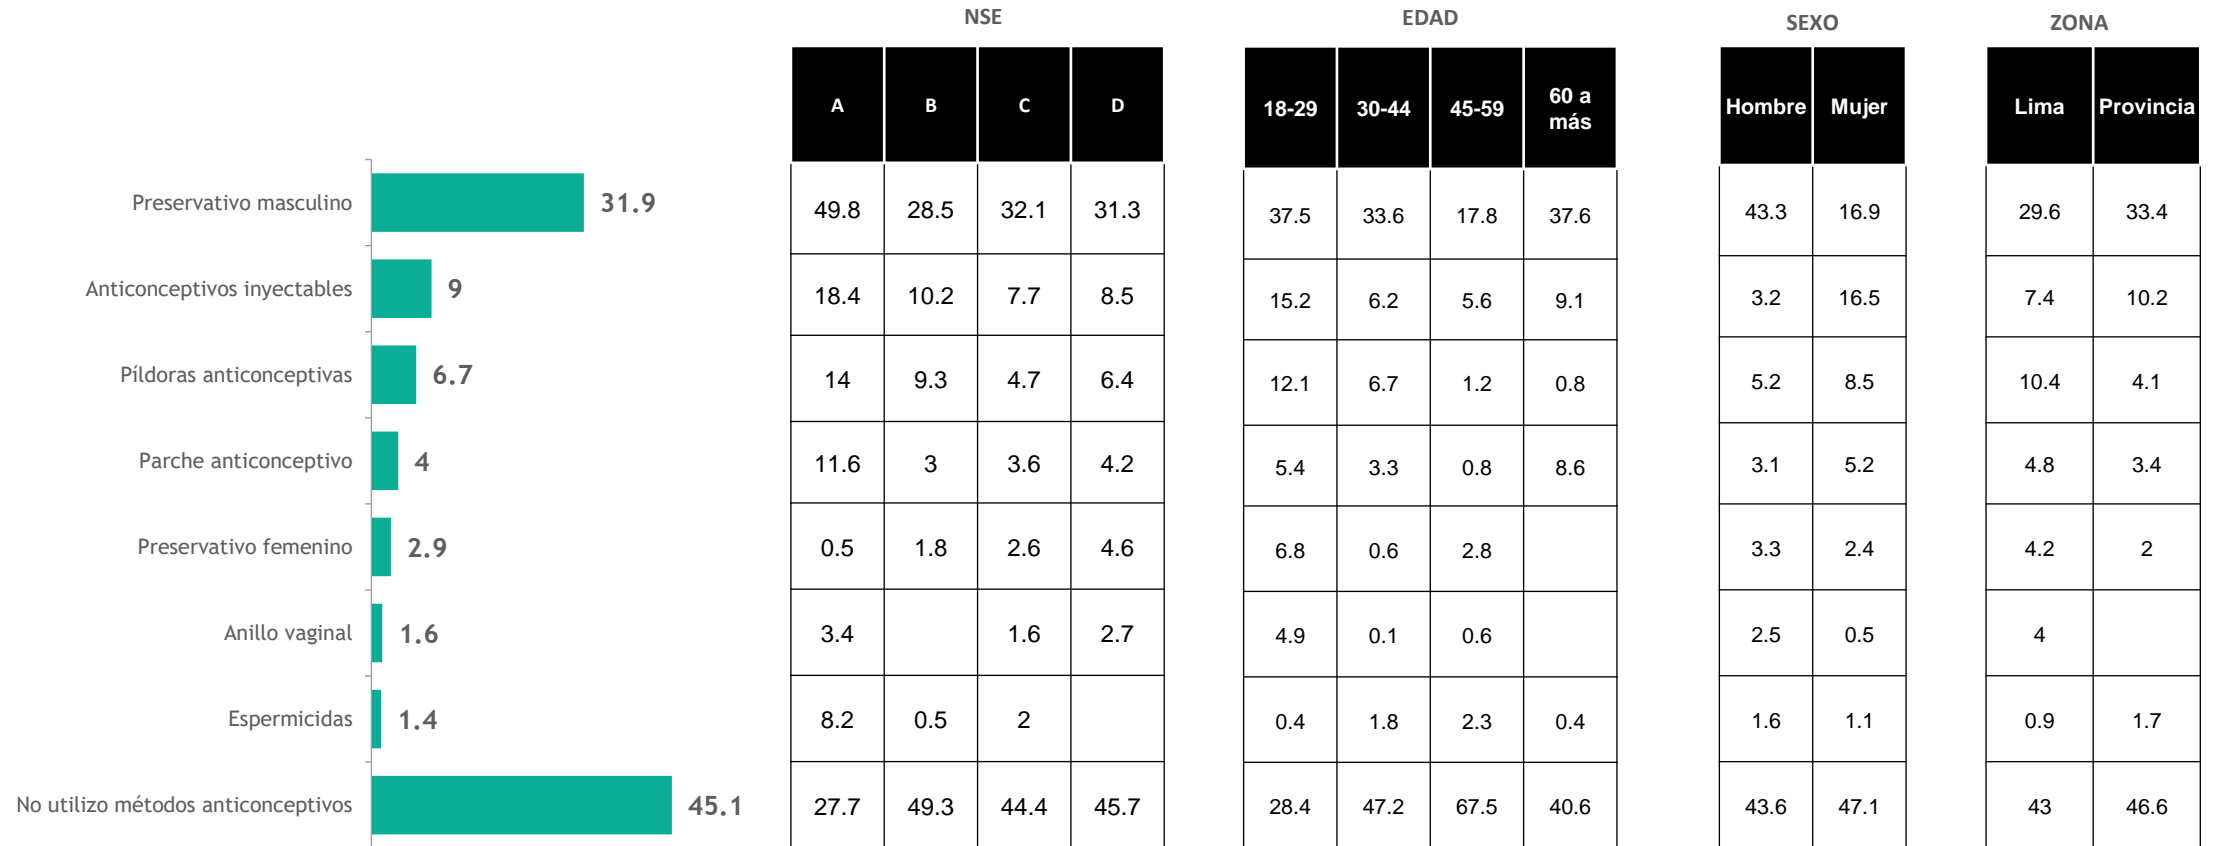 NSE EDAD SEXO ZONA
A B C D 18-29 30-44 45-59 60 a más Hombre Mujer Lima Provincia
Preservativo masculino 31.9 49.8 28.5 32.1 31.3 37.5 33.6 17.8 37.6 43.3 16.9 29.6 33.4
Anticonceptivos inyectables 9 18.4 10.2 7.7 8.5 15.2 6.2 5.6 9.1 3.2 16.5 7.4 10.2
Píldoras anticonceptivas 6.7 14 9.3 4.7 6.4 12.1 6.7 1.2 0.8 5.2 8.5 10.4 4.1
Parche anticonceptivo 4 11.6 3 3.6 4.2 5.4 3.3 0.8 8.6 3.1 5.2 4.8 3.4
Preservativo femenino 2.9 0.5 1.8 2.6 4.6 6.8 0.6 2.8 3.3 2.4 4.2 2
Anillo vaginal 1.6 3.4 1.6 2.7 4.9 0.1 0.6 2.5 0.5 4
Espermicidas 1.4 8.2 0.5 2 0.4 1.8 2.3 0.4 1.6 1.1 0.9 1.7
No utilizo métodos anticonceptivos 45.1 27.7 49.3 44.4 45.7 28.4 47.2 67.5 40.6 43.6 47.1 43 46.6